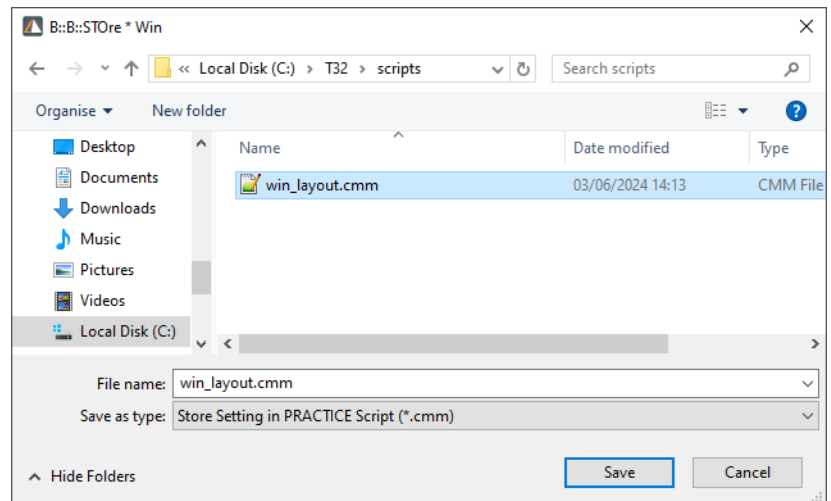 B::B::STOre * Win
« Local Disk (C:) › T32 › scripts
Search scripts
Organise
New folder
Name
Date modified
Type
Desktop
Documents
Downloads
Music
Pictures
Videos
Local Disk (C:)
win_layout.cmm
03/06/2024 14:13
CMM File
File name:
win_layout.cmm
Save as type:
Store Setting in PRACTICE Script (*.cmm)
Hide Folders
Save
Cancel